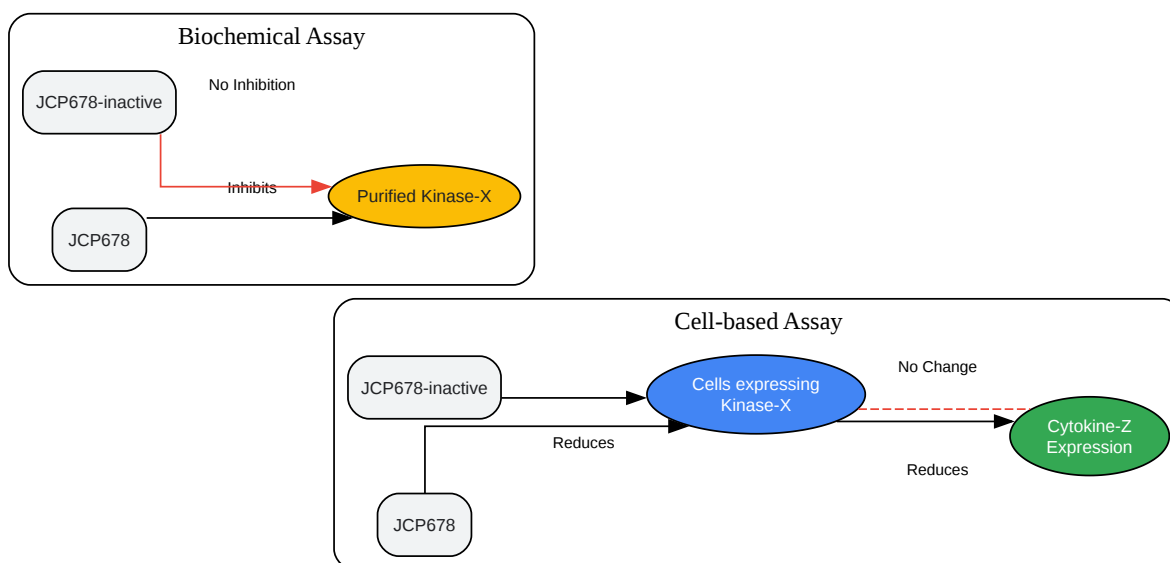 Biochemical Assay
No Inhibition
JCP678-inactive
Inhibits
Purified Kinase-X
JCP678
Cell-based Assay
No Change
JCP678-inactive
Cells expressing
Kinase-X
Cytokine-Z
Expression
Reduces
Reduces
JCP678